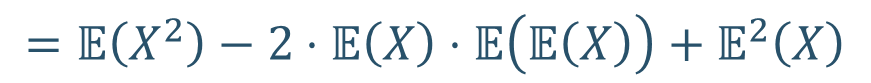 = 𝔼(X²) − 2 · 𝔼(X) · 𝔼(𝔼(X)) + 𝔼²(X)